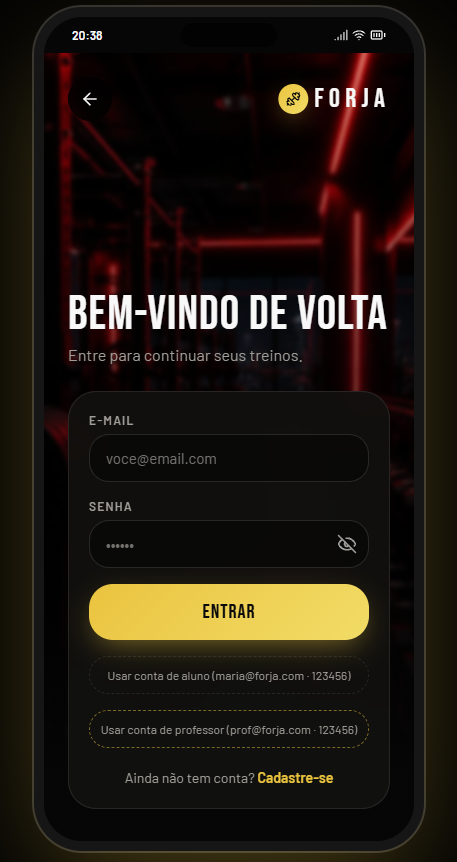 20:38
FORJA
BEM-VINDO DE VOLTA
Entre para continuar seus treinos.
E-MAIL
voce@email.com
SENHA
••••••
ENTRAR
Usar conta de aluno (maria@forja.com · 123456)
Usar conta de professor (prof@forja.com · 123456)
Ainda não tem conta? Cadastre-se